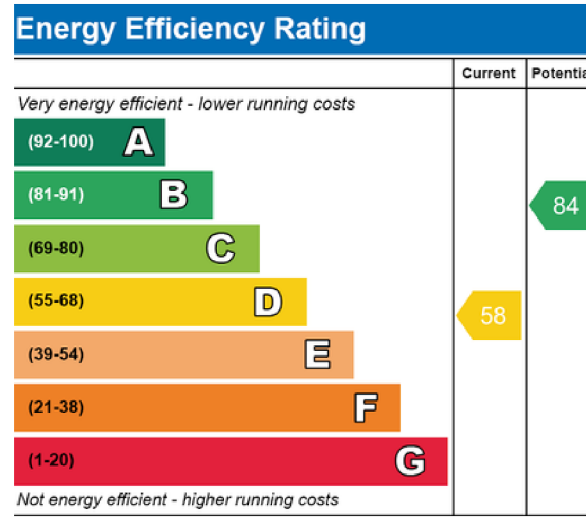 Energy Efficiency Rating
Current Potentia
Very energy efficient - lower running costs
(92-100) A
(81-91) B
84
(69-80) C
(55-68) D
58
(39-54) E
(21-38) F
(1-20) G
Not energy efficient - higher running costs